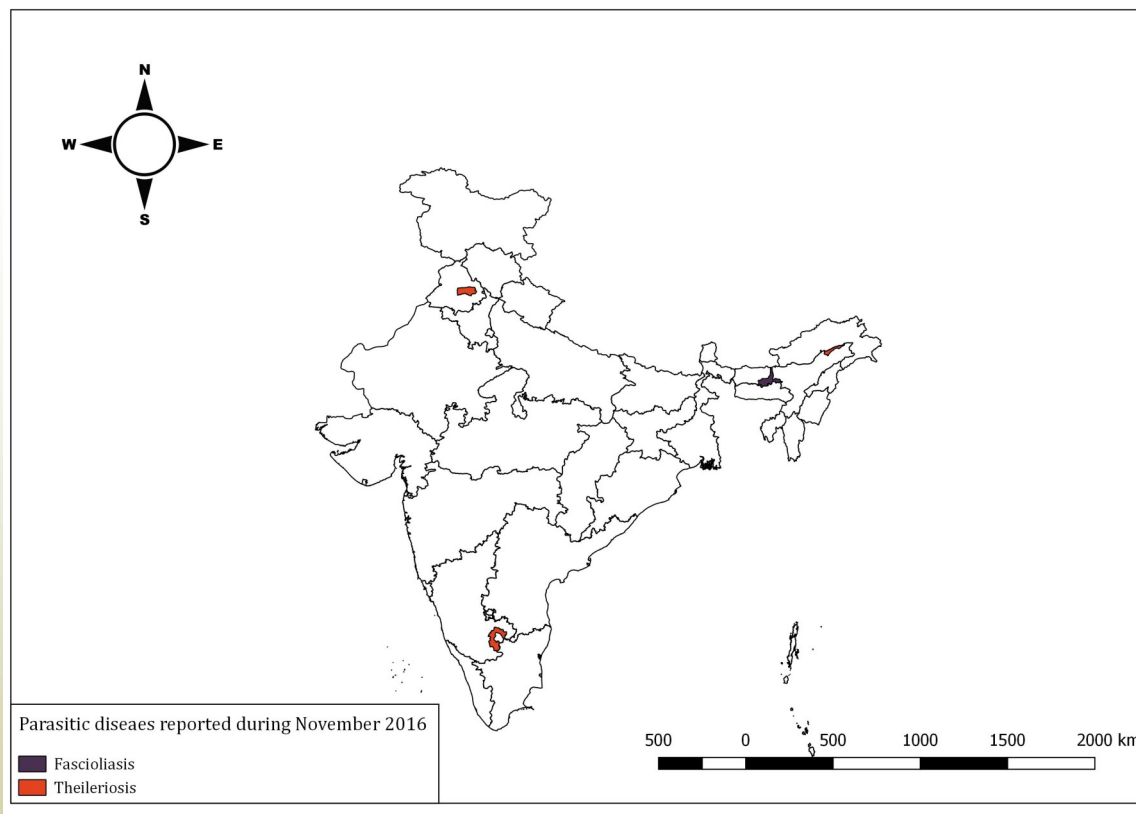 N
W E
S
Parasitic diseaes reported during November 2016
Fascioliasis
Theileriosis
500 0 500 1000 1500 2000 km